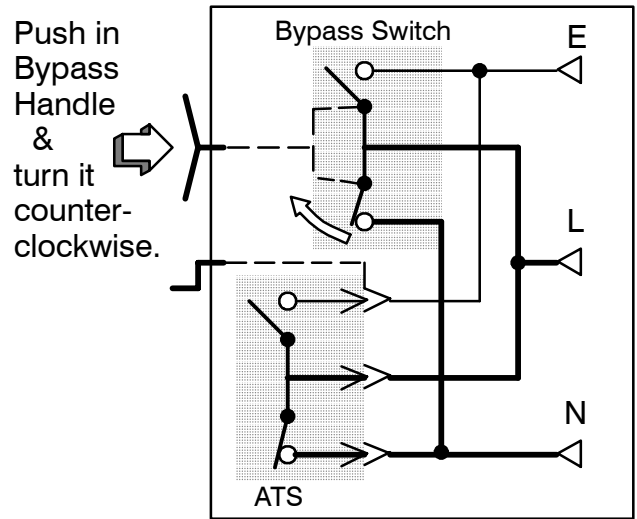 Push in
Bypass
Handle
&
turn it
counter-
clockwise.
Bypass Switch
E
L
N
ATS